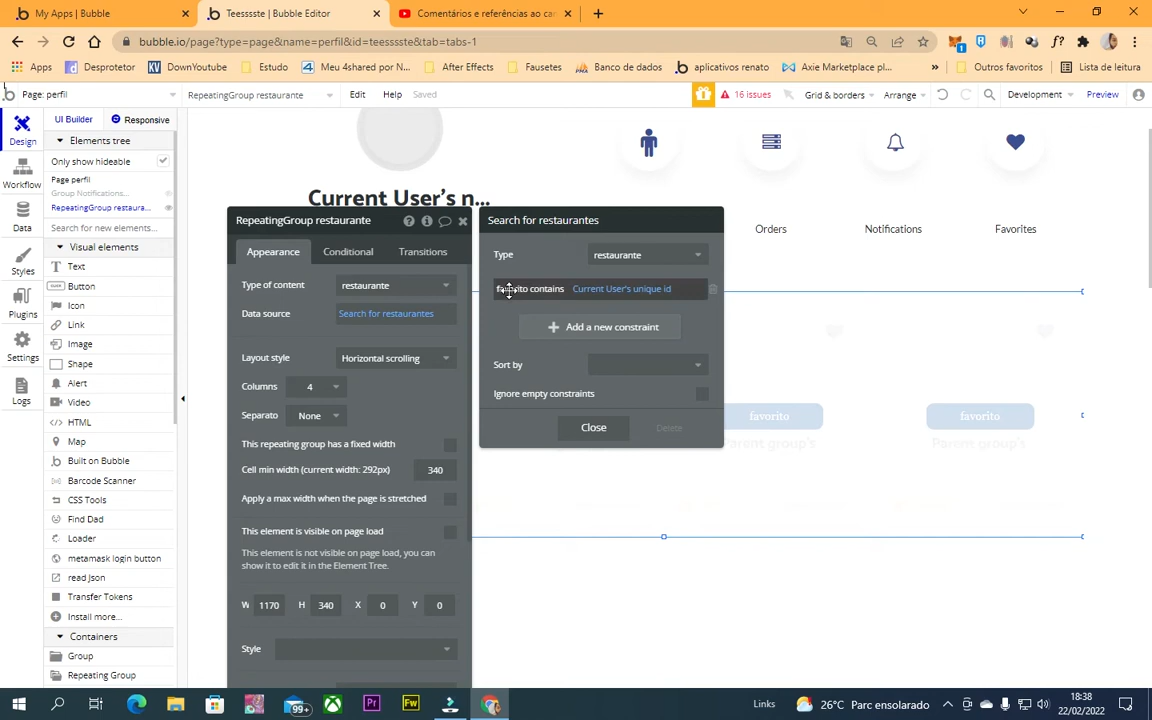 My Apps | Bubble
Teesssste | Bubble Editor
Comentários e referências ao can
bubble.io/page?type=page&name=perfil&id=teesssste&tab=tabs-1
Apps
Desprotetor
DownYoutube
Estudo
Meu 4shared por N...
After Effects
Fausetes
Banco de dados
aplicativos renato
Axie Marketplace pl...
Outros favoritos
Lista de leitura
Page: perfil
RepeatingGroup restaurante
Edit
Help
Saved
16 issues
Grid & borders
Arrange
Development
Preview
Design
Workflow
Data
Styles
Plugins
Settings
Logs
UI Builder
Responsive
Elements tree
Only show hideable
Page perfil
Group Notifications...
RepeatingGroup restaura...
Search for new elements...
Visual elements
Text
Button
Icon
Link
Image
Shape
Alert
Video
HTML
Map
Built on Bubble
Barcode Scanner
CSS Tools
Find Dad
Loader
metamask login button
read Json
Transfer Tokens
Install more...
Containers
Group
Repeating Group
Current User's n...
Orders
Notifications
Favorites
RepeatingGroup restaurante
Appearance
Conditional
Transitions
Type of content
restaurante
Data source
Search for restaurantes
Layout style
Horizontal scrolling
Columns
4
Separato
None
This repeating group has a fixed width
Cell min width (current width: 292px)
340
Apply a max width when the page is stretched
This element is visible on page load
This element is not visible on page load, you can
show it to edit it in the Element Tree.
W 1170 H 340 X 0 Y 0
Style
Search for restaurantes
Type
restaurante
favorito contains
Current User's unique id
Add a new constraint
Sort by
Ignore empty constraints
Close
Delete
favorito
Parent group's
favorito
Parent group's
99+
Links
26°C Parc ensolarado
18:38
22/02/2022